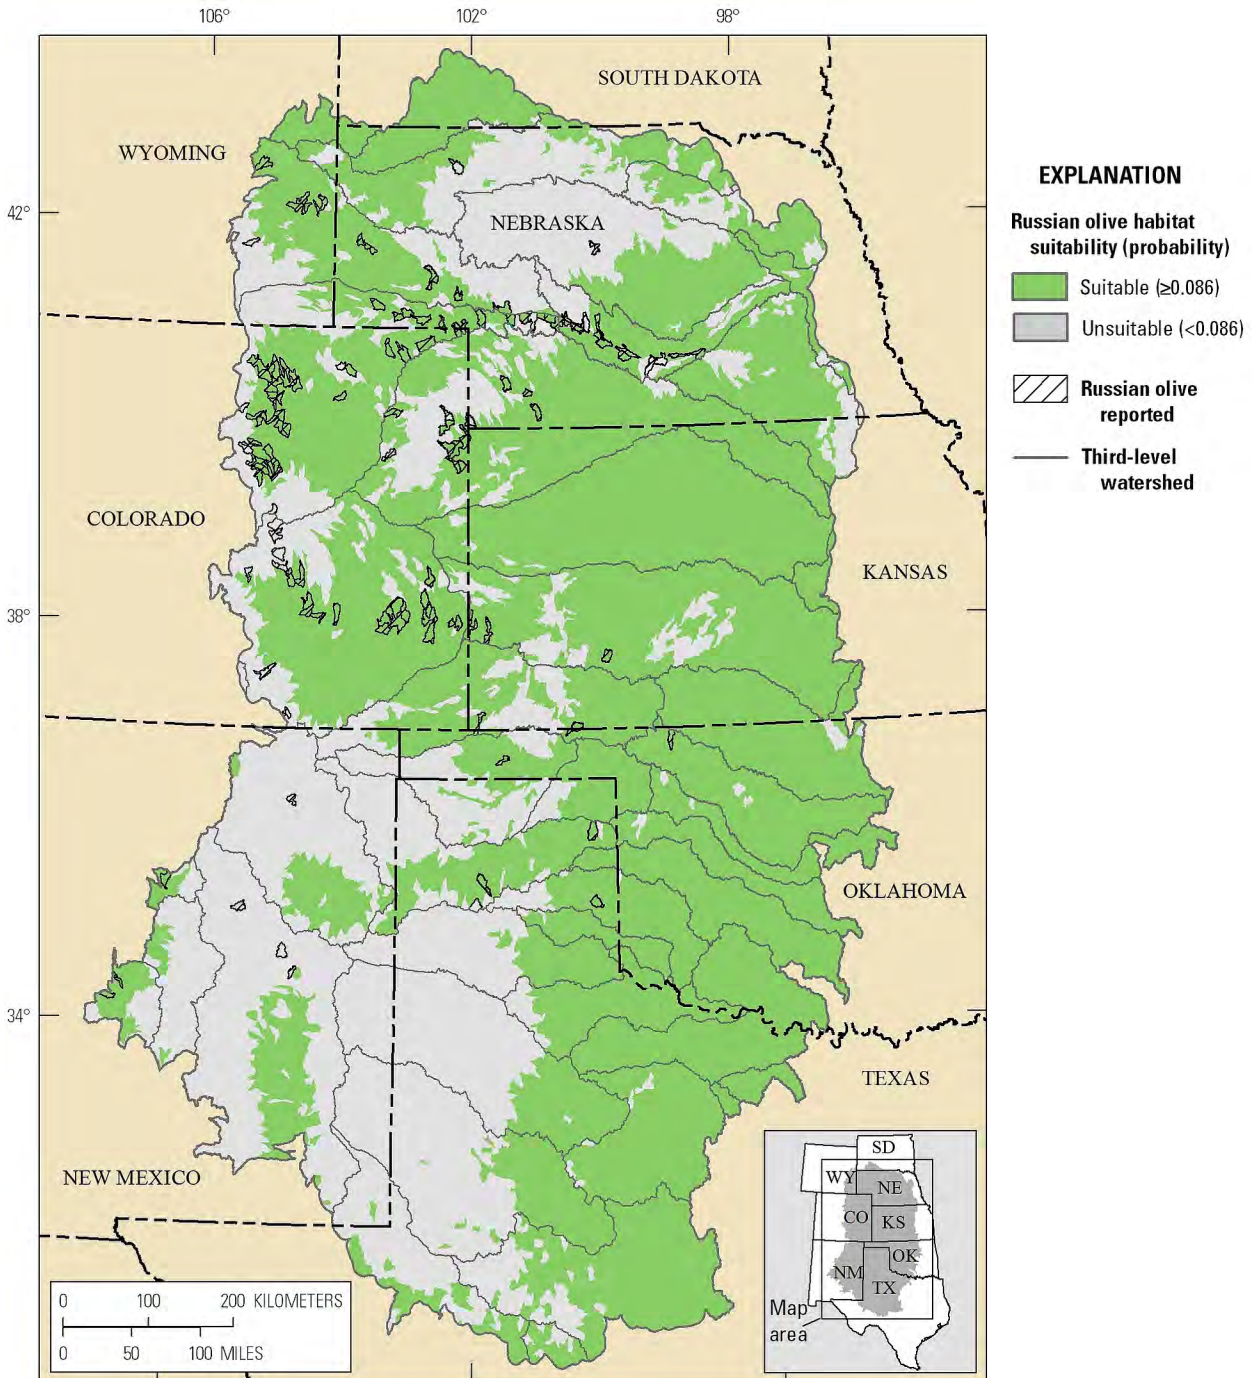 106°
102°
98°
SOUTH DAKOTA
WYOMING
42°
NEBRASKA
COLORADO
KANSAS
38°
OKLAHOMA
34°
TEXAS
NEW MEXICO
0 100 200 KILOMETERS
0 50 100 MILES
SD
WY
NE
CO
KS
OK
NM
TX
Map
area
EXPLANATION
Russian olive habitat
suitability (probability)
Suitable (≥0.086)
Unsuitable (<0.086)
Russian olive
reported
Third-level
watershed